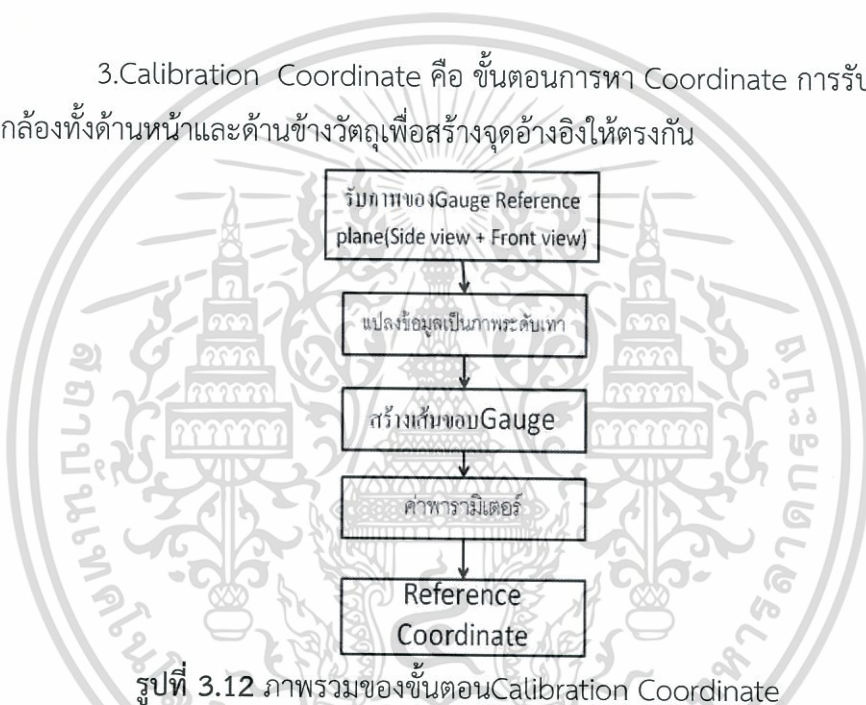 3.Calibration Coordinate คือ ขั้นตอนการหา Coordinate การรับ
กล้องทั้งด้านหน้าและด้านข้างวัตถุเพื่อสร้างจุดอ้างอิงให้ตรงกัน
รับภาพของGauge Reference
plane(Side view + Front view)
แปลงข้อมูลเป็นภาพระดับเทา
สร้างเส้นขอบGauge
ค่าพารามิเตอร์
Reference
Coordinate
รูปที่ 3.12 ภาพรวมของขั้นตอนCalibration Coordinate